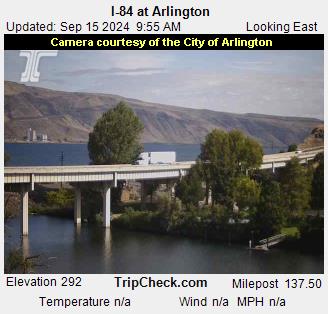 I-84 at Arlington
Updated: Sep 15 2024 9:55 AM Looking East
Camera courtesy of the City of Arlington
Elevation 292 TripCheck.com Milepost 137.50
Temperature n/a Wind n/a MPH n/a